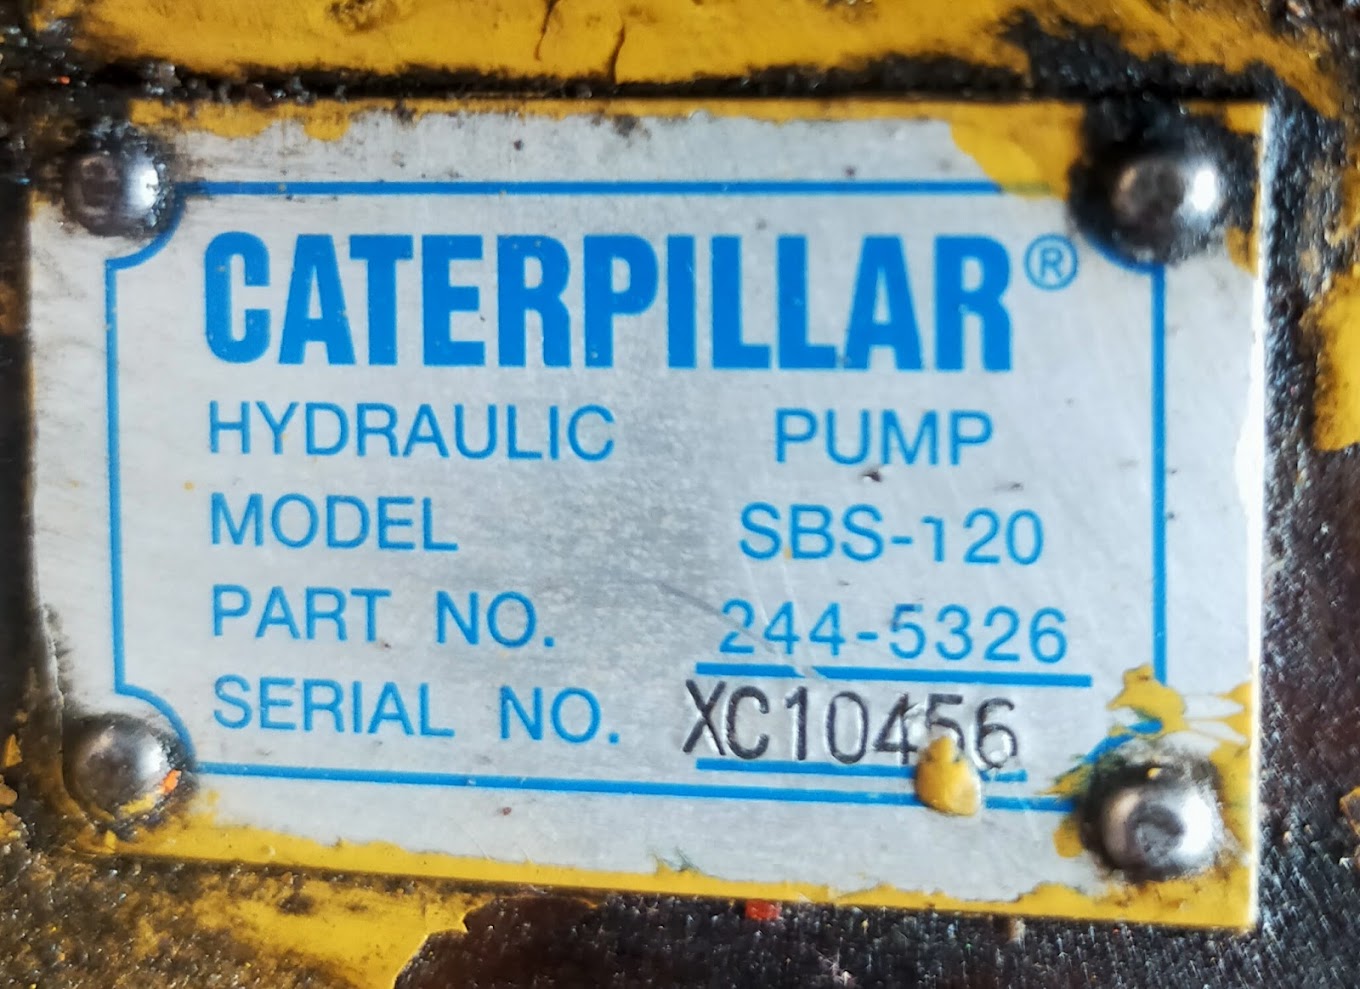 CATERPILLAR®
HYDRAULIC PUMP
MODEL SBS-120
PART NO. 244-5326
SERIAL NO. XC10456